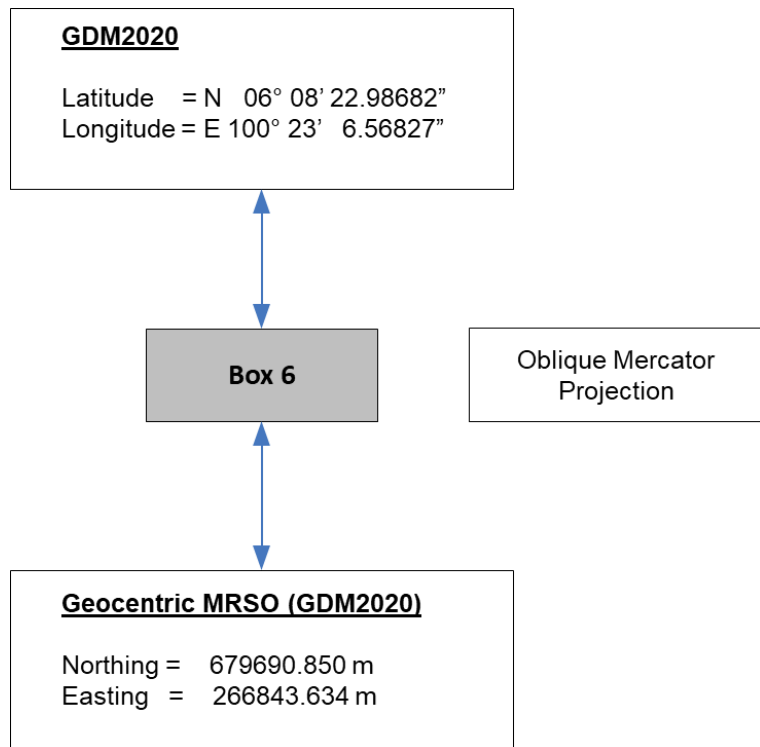 GDM2020
Latitude = N 06° 08’ 22.98682”
Longitude = E 100° 23’ 6.56827”
Box 6
Oblique Mercator
Projection
Geocentric MRSO (GDM2020)
Northing = 679690.850 m
Easting = 266843.634 m